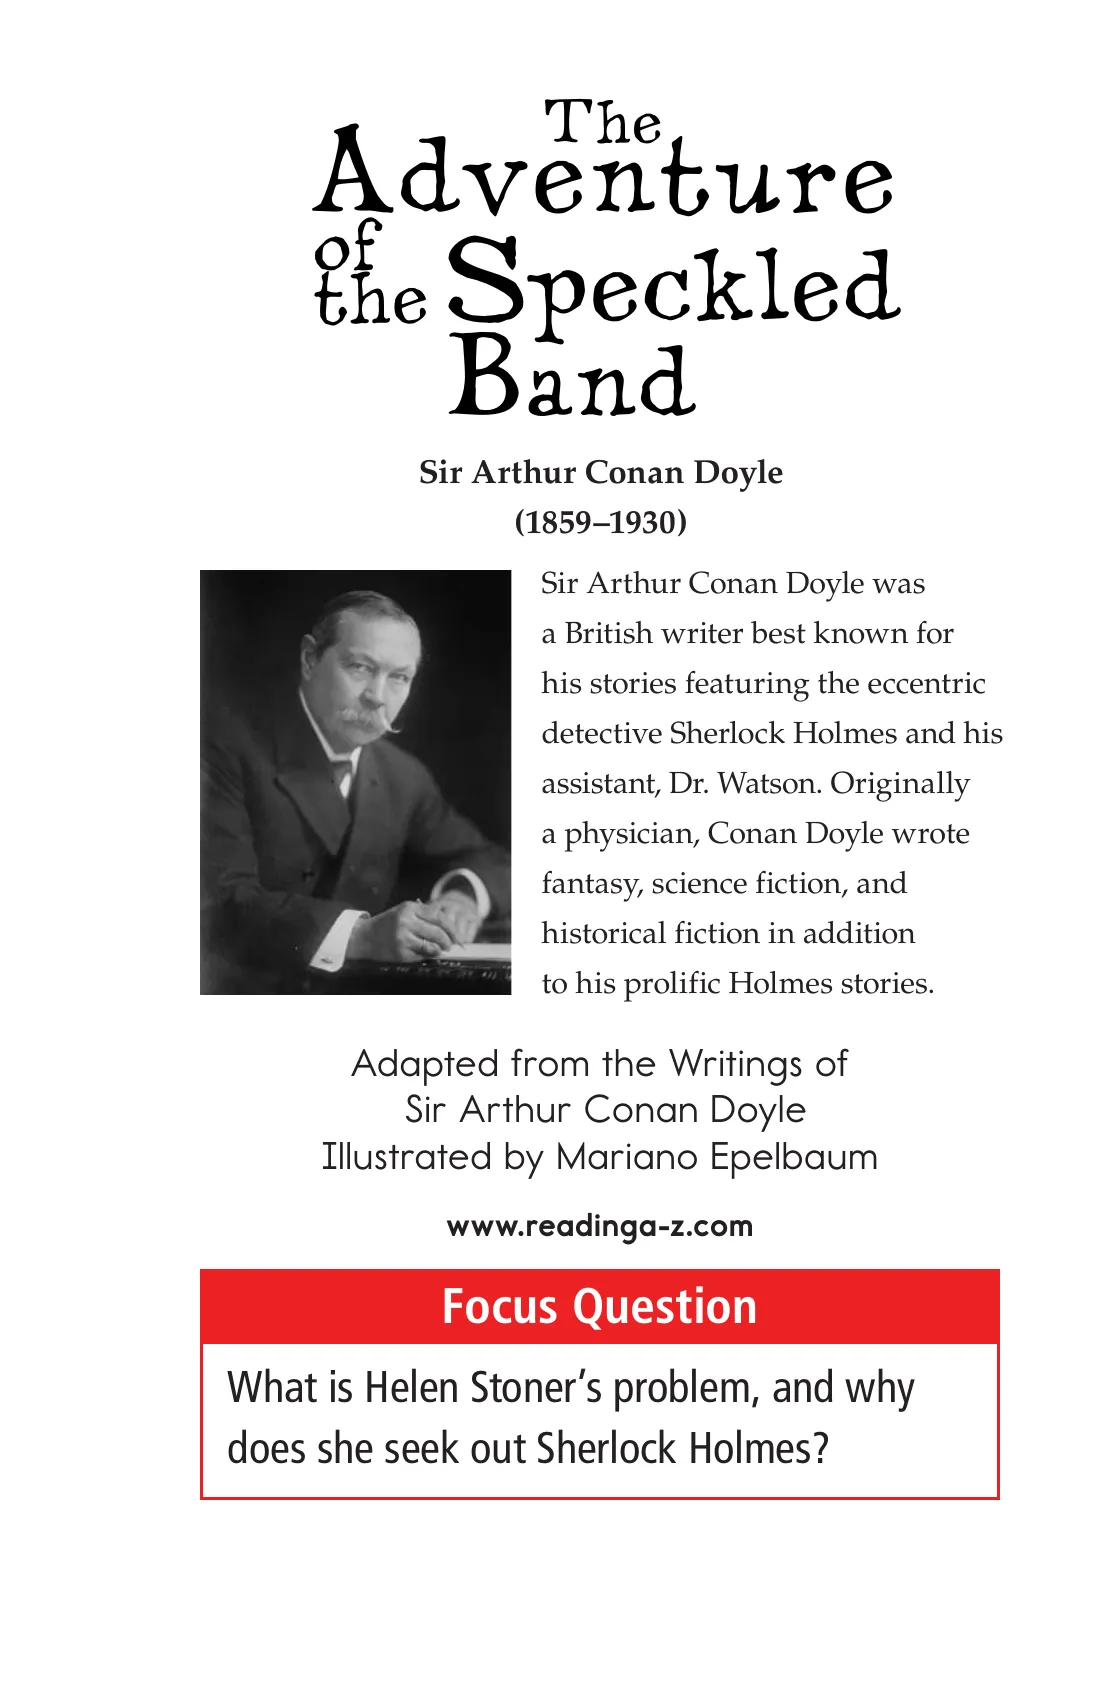 The
Adventure
of
the Speckled
Band
Sir Arthur Conan Doyle
(1859–1930)
Sir Arthur Conan Doyle was
a British writer best known for
his stories featuring the eccentric
detective Sherlock Holmes and his
assistant, Dr. Watson. Originally
a physician, Conan Doyle wrote
fantasy, science fiction, and
historical fiction in addition
to his prolific Holmes stories.
Adapted from the Writings of
Sir Arthur Conan Doyle
Illustrated by Mariano Epelbaum
www.readinga-z.com
Focus Question
What is Helen Stoner’s problem, and why
does she seek out Sherlock Holmes?